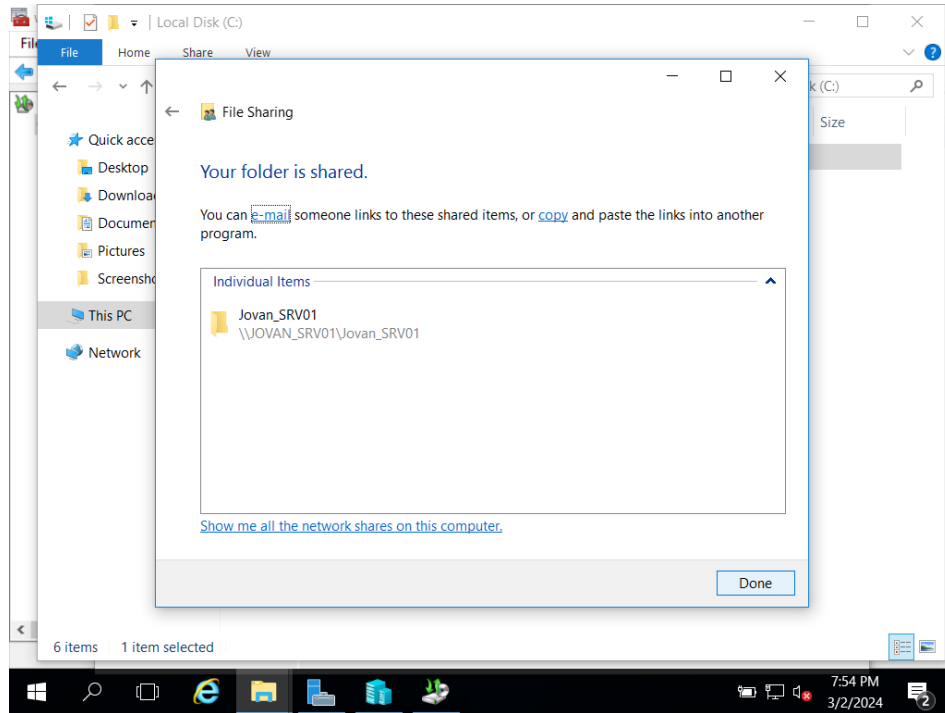 Local Disk (C:)
File
File Home Share View
k (C:)
File Sharing
Size
Quick acce
Your folder is shared.
Desktop
Downloa
You can e-mail someone links to these shared items, or copy and paste the links into another
Documen
program.
Pictures
Screensho
Individual Items
Jovan_SRV01
\\JOVAN_SRV01\Jovan_SRV01
This PC
Network
Show me all the network shares on this computer.
Done
6 items 1 item selected
7:54 PM
3/2/2024
2